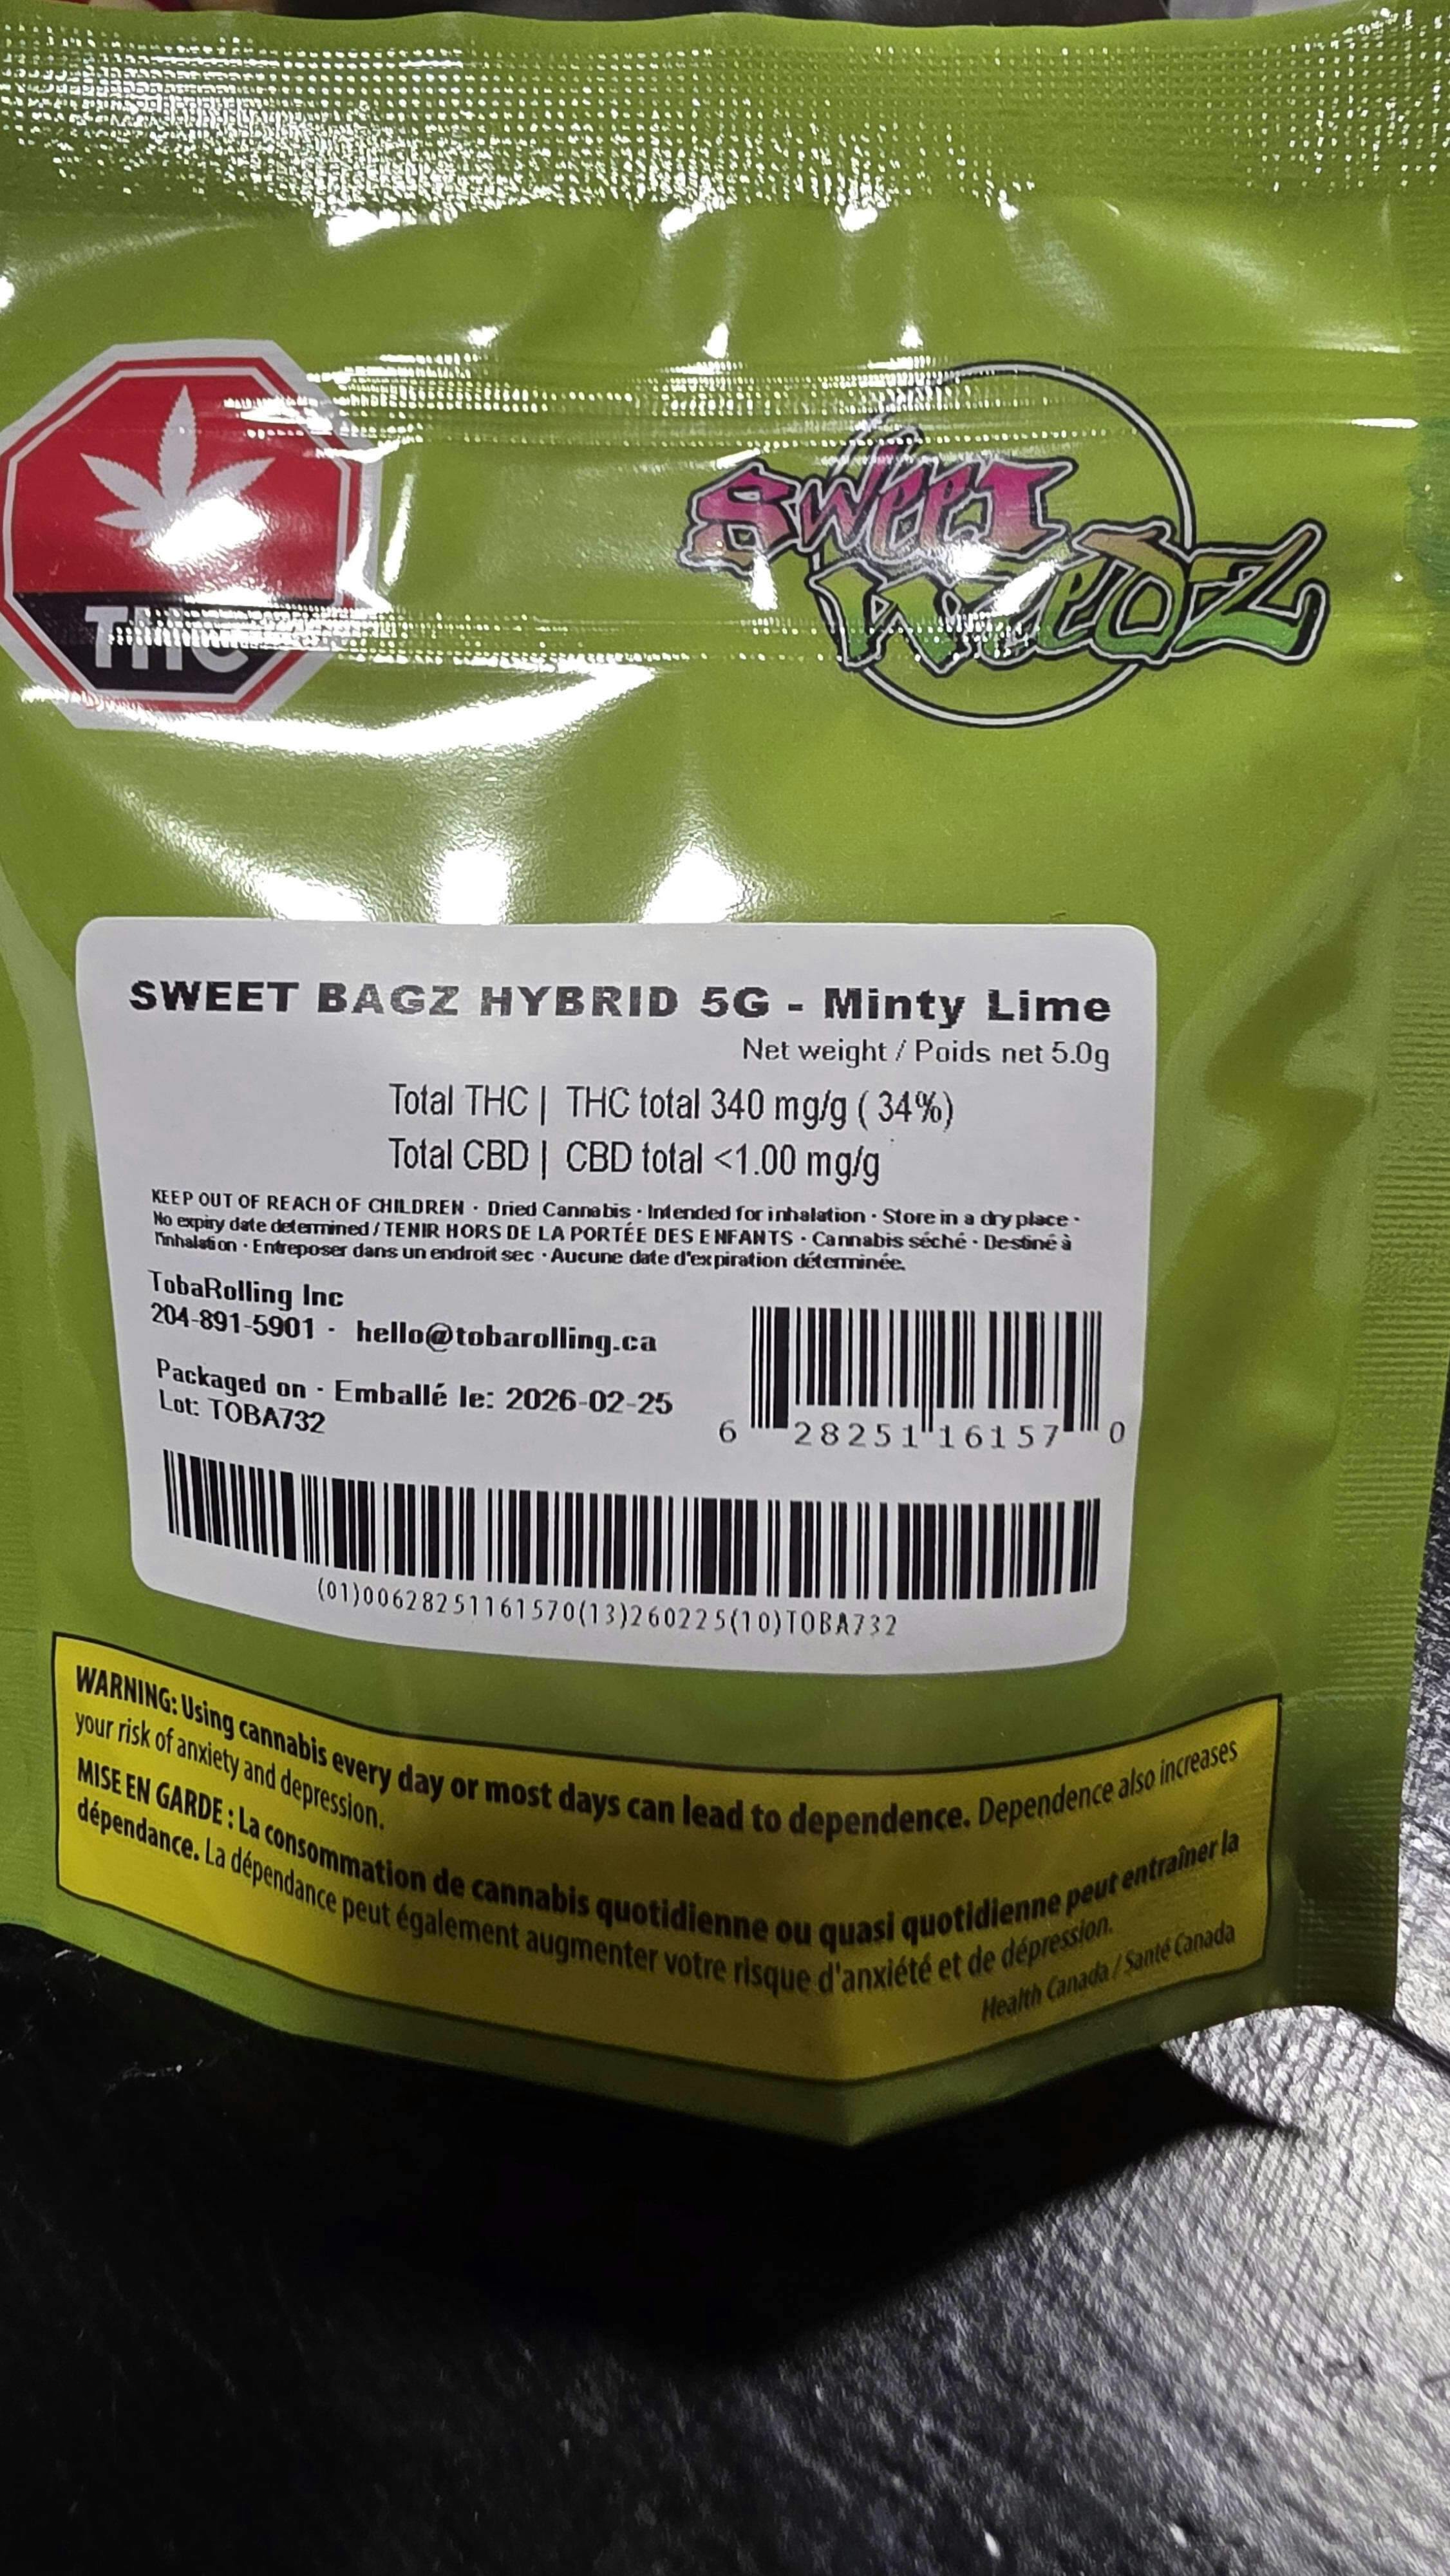 THC
Sweet
Weedz
SWEET BAGZ HYBRID 5G - Minty Lime
Net weight / Poids net 5.0g
Total THC | THC total 340 mg/g ( 34%)
Total CBD | CBD total <1.00 mg/g
KEEP OUT OF REACH OF CHILDREN · Dried Cannabis · Intended for inhalation · Store in a dry place ·
No expiry date determined / TENIR HORS DE LA PORTÉE DES ENFANTS · Cannabis séché · Destiné à
l'inhalation · Entreposer dans un endroit sec · Aucune date d'expiration déterminée.
TobaRolling Inc
204-891-5901 · hello@tobarolling.ca
Packaged on · Emballé le: 2026-02-25
Lot: TOBA732
6 28251 16157 0
(01)00628251161570(13)260225(10)TOBA732
WARNING: Using cannabis every day or most days can lead to dependence. Dependence also increases
your risk of anxiety and depression.
MISE EN GARDE : La consommation de cannabis quotidienne ou quasi quotidienne peut entraîner la
dépendance. La dépendance peut également augmenter votre risque d'anxiété et de dépression.
Health Canada / Santé Canada